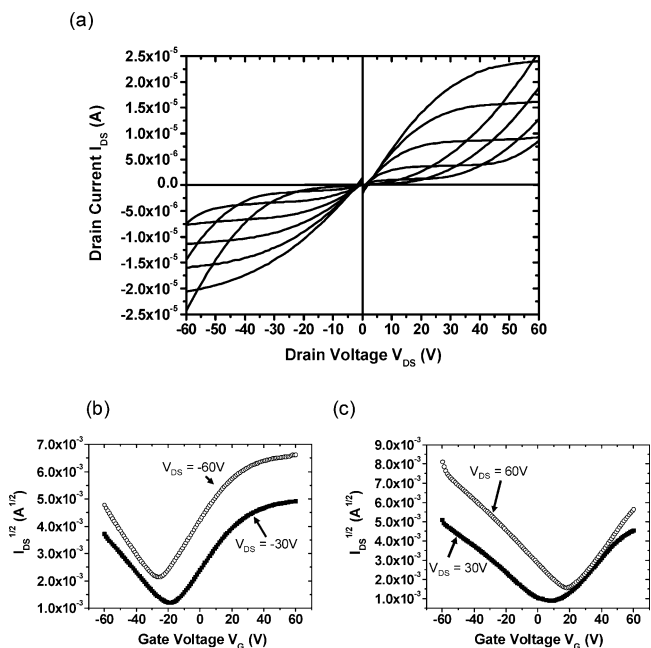 (a)
Drain Current I_DS (A)
2.5x10⁻⁵
2.0x10⁻⁵
1.5x10⁻⁵
1.0x10⁻⁵
5.0x10⁻⁶
0.0
-5.0x10⁻⁶
-1.0x10⁻⁵
-1.5x10⁻⁵
-2.0x10⁻⁵
-2.5x10⁻⁵
-60 -50 -40 -30 -20 -10 0 10 20 30 40 50 60
Drain Voltage V_DS (V)
(b)
I_DS^1/2 (A^1/2)
7.0x10⁻³
6.0x10⁻³
5.0x10⁻³
4.0x10⁻³
3.0x10⁻³
2.0x10⁻³
1.0x10⁻³
V_DS = -60V
V_DS = -30V
-60 -40 -20 0 20 40 60
Gate Voltage V_G (V)
(c)
I_DS^1/2 (A^1/2)
9.0x10⁻³
8.0x10⁻³
7.0x10⁻³
6.0x10⁻³
5.0x10⁻³
4.0x10⁻³
3.0x10⁻³
2.0x10⁻³
1.0x10⁻³
V_DS = 60V
V_DS = 30V
-60 -40 -20 0 20 40 60
Gate Voltage V_G (V)